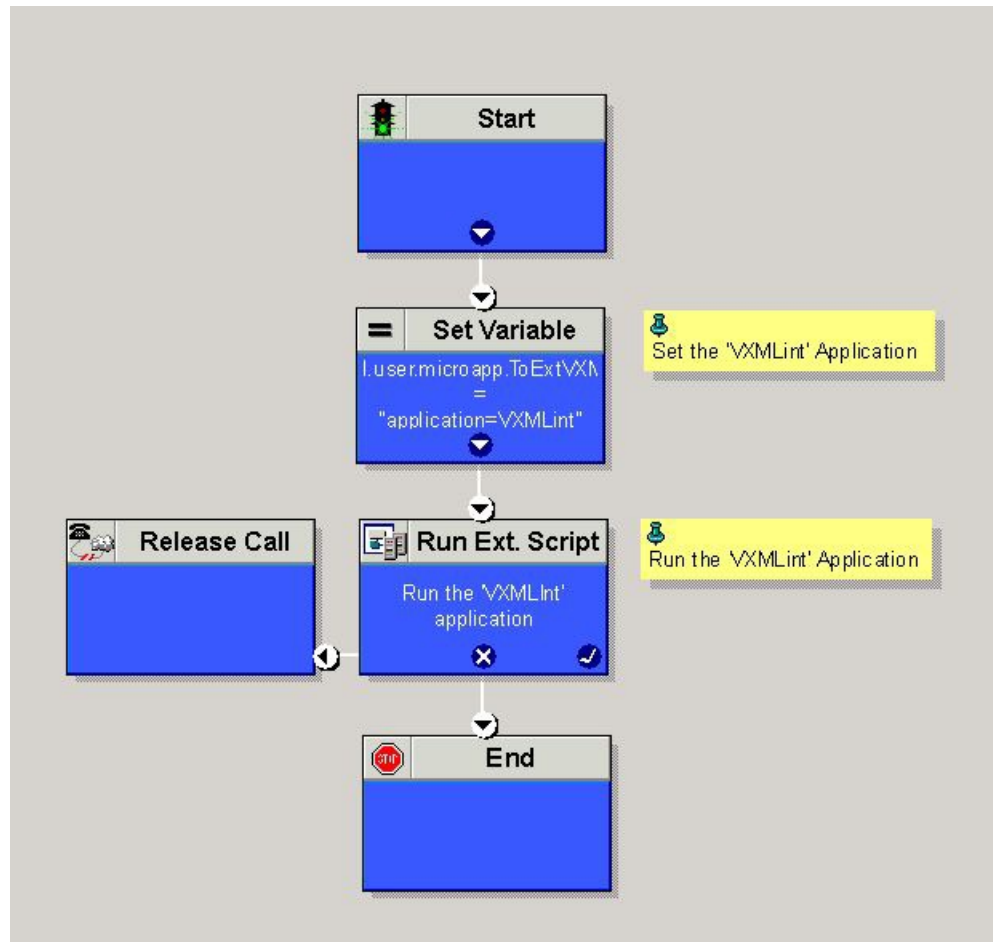 Start
Set Variable
l.user.microapp.ToExtVXM
=
"application=VXMLint"
Set the 'VXMLint' Application
Release Call
Run Ext. Script
Run the 'VXMLInt'
application
Run the 'VXMLint' Application
STOP
End